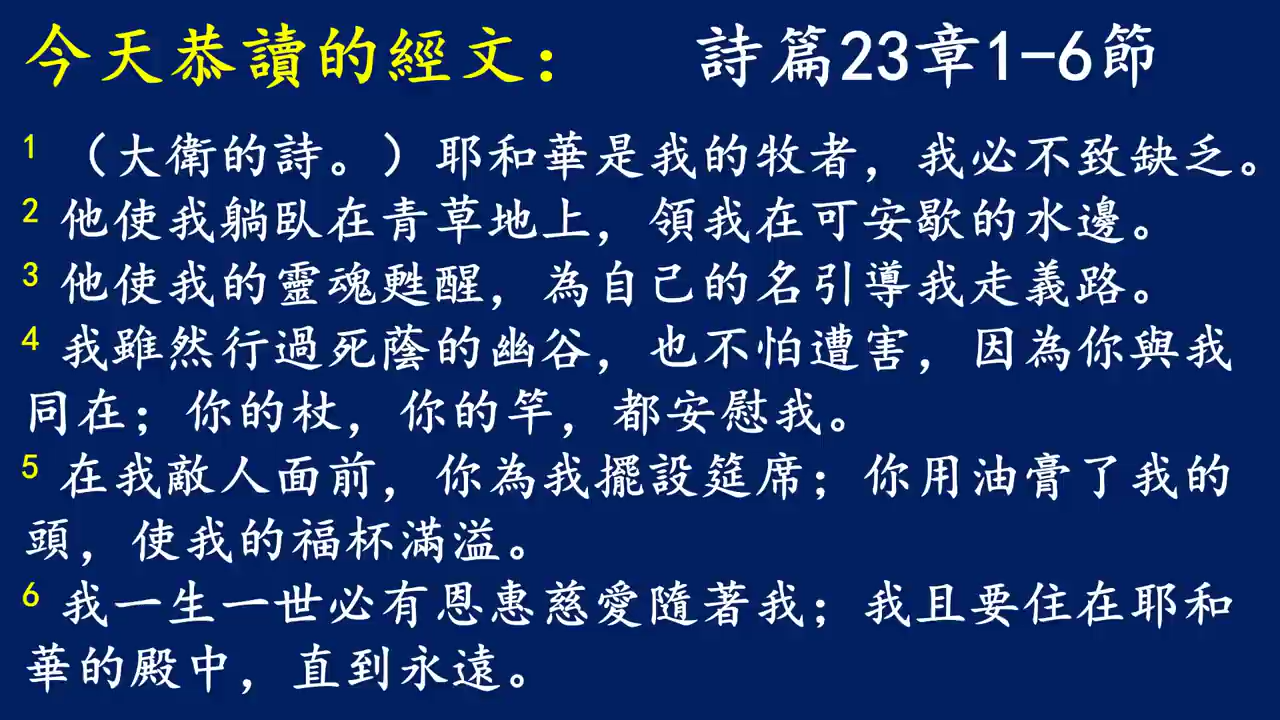 今天恭讀的經文： 詩篇23章1-6節
1 （大衛的詩。）耶和華是我的牧者，我必不致缺乏。
2 他使我躺臥在青草地上，領我在可安歇的水邊。
3 他使我的靈魂甦醒，為自己的名引導我走義路。
4 我雖然行過死蔭的幽谷，也不怕遭害，因為你與我
同在；你的杖，你的竿，都安慰我。
5 在我敵人面前，你為我擺設筵席；你用油膏了我的
頭，使我的福杯滿溢。
6 我一生一世必有恩惠慈愛隨著我；我且要住在耶和
華的殿中，直到永遠。